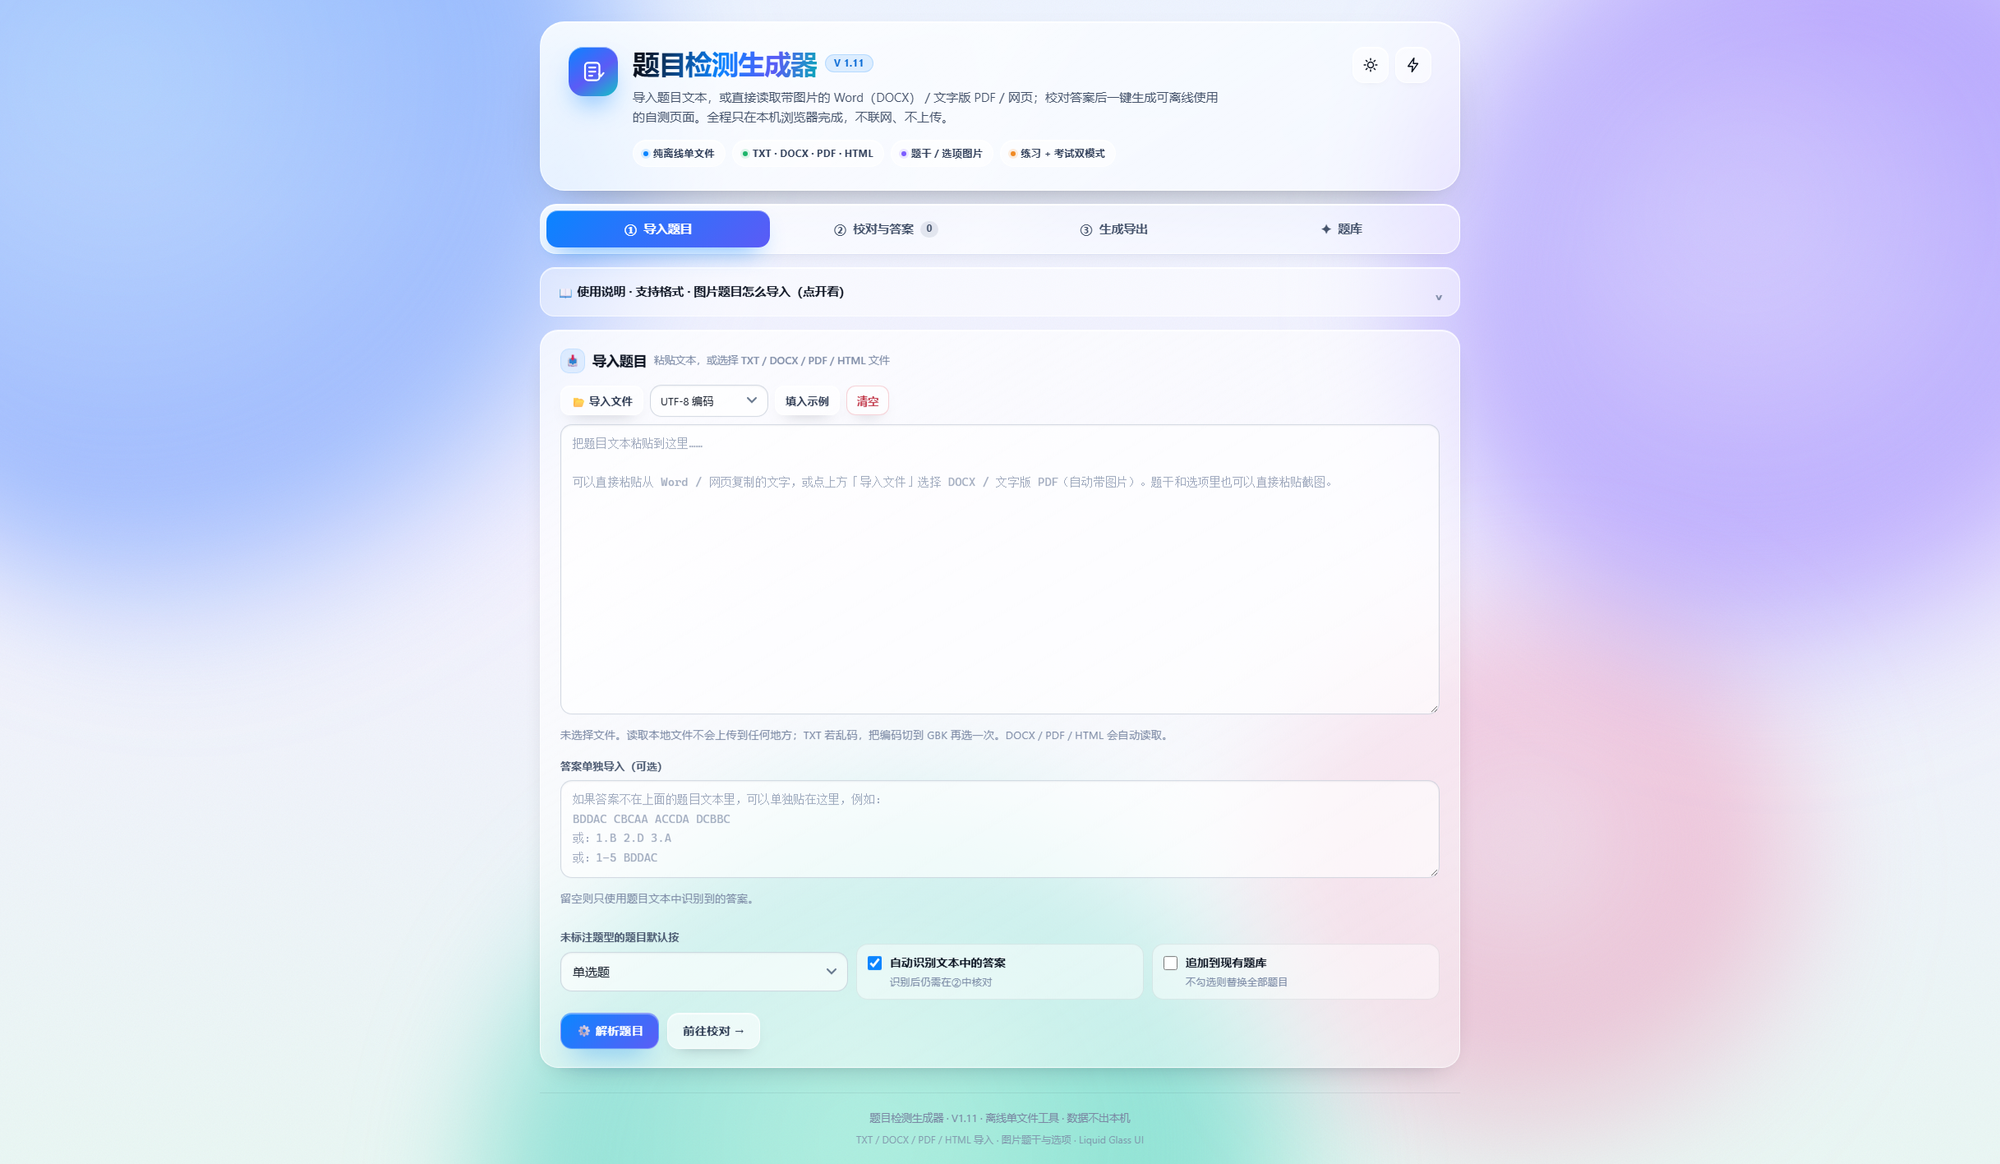 题目检测生成器 V 1.11
导入题目文本，或直接读取带图片的 Word（DOCX） / 文字版 PDF / 网页；校对答案后一键生成可离线使用
的自测页面。全程只在本机浏览器完成，不联网、不上传。
纯离线单文件 TXT · DOCX · PDF · HTML 题干 / 选项图片 练习 + 考试双模式
① 导入题目 ② 校对与答案 0 ③ 生成导出 ✦ 题库
使用说明 · 支持格式 · 图片题目怎么导入（点开看）
导入题目 粘贴文本，或选择 TXT / DOCX / PDF / HTML 文件
导入文件 UTF-8 编码 填入示例 清空
把题目文本粘贴到这里……
可以直接粘贴从 Word / 网页复制的文字，或点上方「导入文件」选择 DOCX / 文字版 PDF（自动带图片）。题干和选项里也可以直接粘贴截图。
未选择文件。读取本地文件不会上传到任何地方；TXT 若乱码，把编码切到 GBK 再选一次。DOCX / PDF / HTML 会自动读取。
答案单独导入（可选）
如果答案不在上面的题目文本里，可以单独贴在这里，例如：
BDDAC CBCAA ACCDA DCBBC
或：1.B 2.D 3.A
或：1-5 BDDAC
留空则只使用题目文本中识别到的答案。
未标注题型的题目默认按
单选题
自动识别文本中的答案
识别后仍需在②中核对
追加到现有题库
不勾选则替换全部题目
解析题目 前往校对 →
题目检测生成器 · V1.11 · 离线单文件工具 · 数据不出本机
TXT / DOCX / PDF / HTML 导入 · 图片题干与选项 · Liquid Glass UI